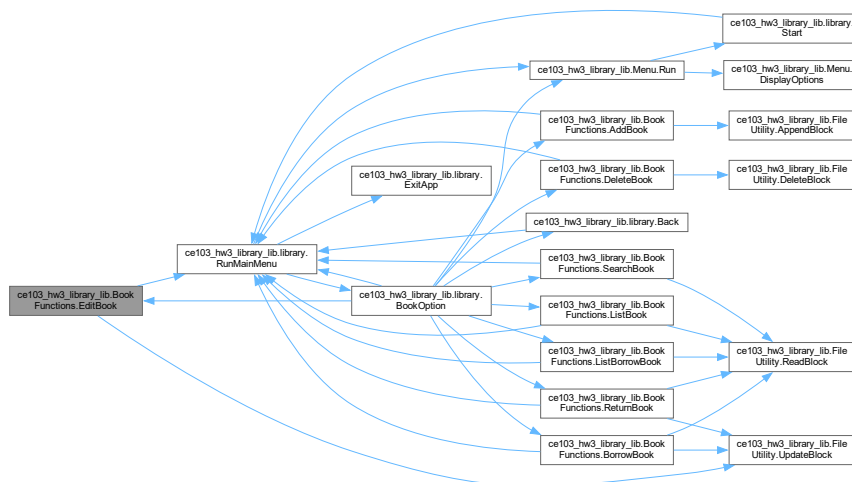 ce103_hw3_library_lib.library.
Start
ce103_hw3_library_lib.Menu.Run
ce103_hw3_library_lib.Menu.
DisplayOptions
ce103_hw3_library_lib.Book
Functions.AddBook
ce103_hw3_library_lib.File
Utility.AppendBlock
ce103_hw3_library_lib.library.
ExitApp
ce103_hw3_library_lib.Book
Functions.DeleteBook
ce103_hw3_library_lib.File
Utility.DeleteBlock
ce103_hw3_library_lib.library.Back
ce103_hw3_library_lib.library.
RunMainMenu
ce103_hw3_library_lib.Book
Functions.SearchBook
ce103_hw3_library_lib.Book
Functions.EditBook
ce103_hw3_library_lib.library.
BookOption
ce103_hw3_library_lib.Book
Functions.ListBook
ce103_hw3_library_lib.Book
Functions.ListBorrowBook
ce103_hw3_library_lib.File
Utility.ReadBlock
ce103_hw3_library_lib.Book
Functions.ReturnBook
ce103_hw3_library_lib.Book
Functions.BorrowBook
ce103_hw3_library_lib.File
Utility.UpdateBlock